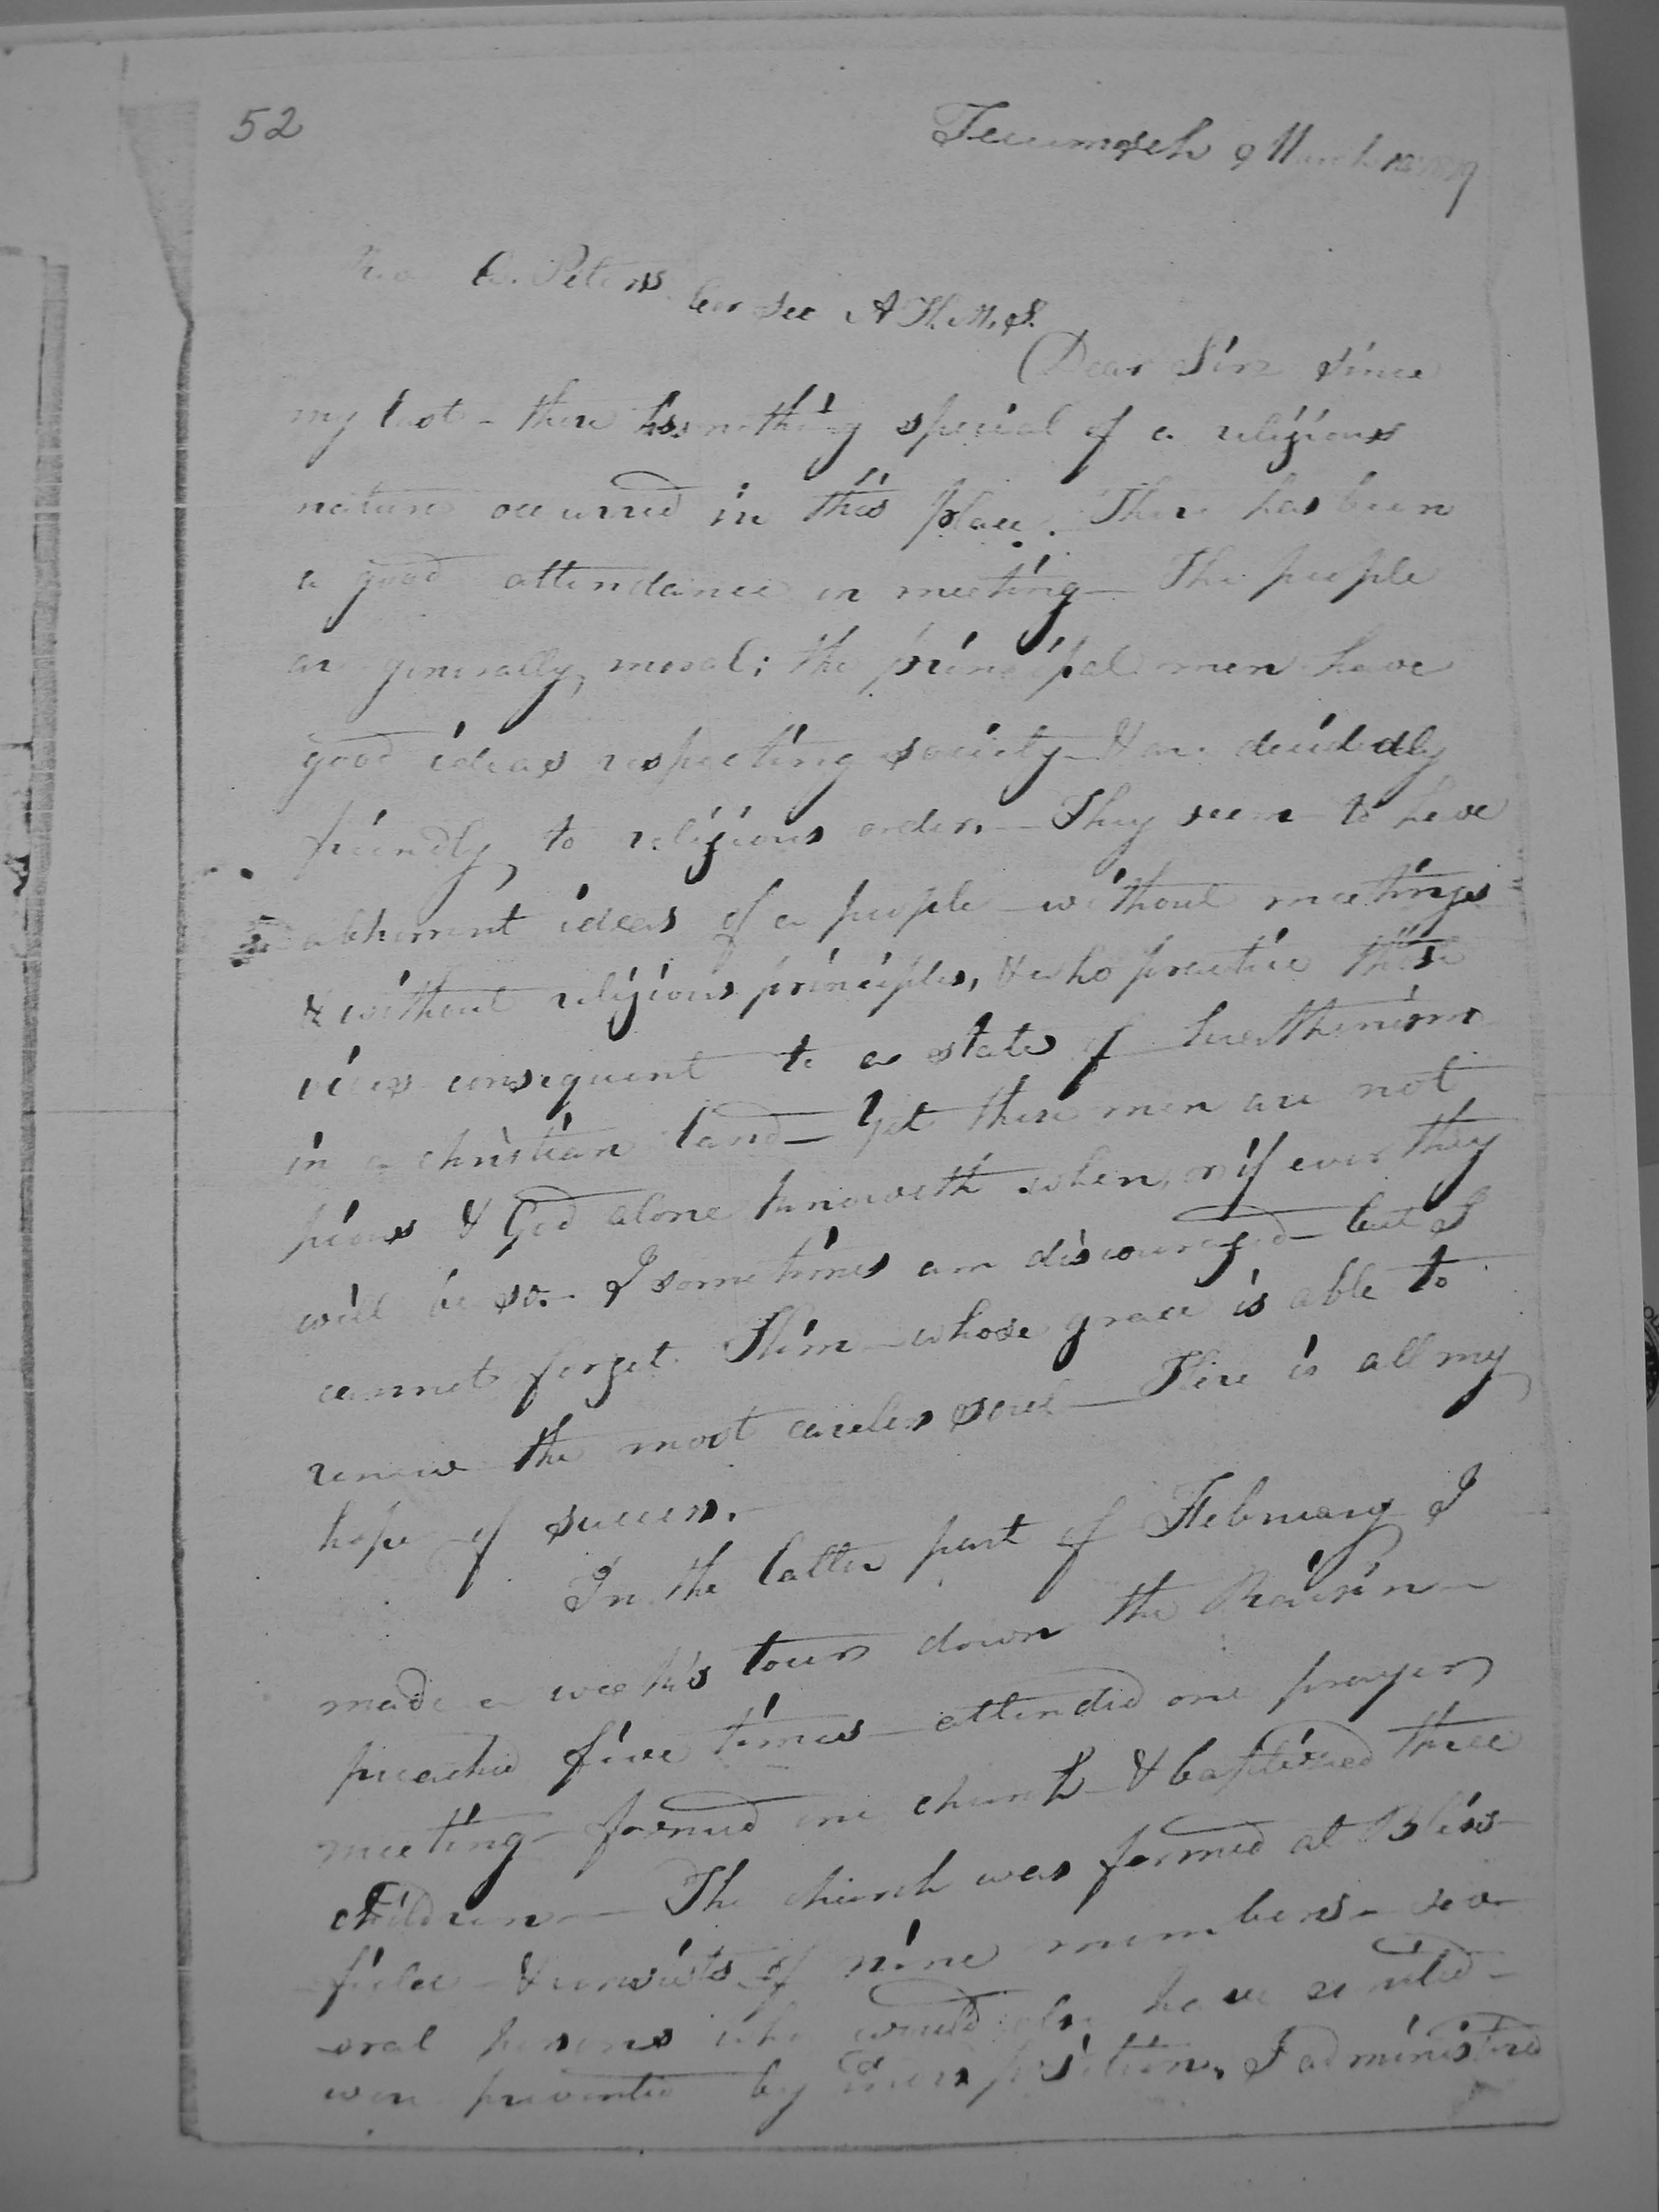 52
Tecumseh 9 March
A. Peters
Cor Sec A. H. M. S.
Dear Sir since
my last - there has nothing special of a religious
nature occurred in this place. There has been
a good attendance in meeting - The people
are generally moral; the principal men have
good ideas respecting society - & are decidedly
friendly to religious order. - They seem to have
abhorrent ideas of a people without meetings
& without religious principles, & who practice those
vices consequent to a state of heathenism
in a christian land - Yet these men are not
pious & God alone knoweth when, or if ever they
will be so. - I sometimes am discouraged - but I
cannot forget Him - whose grace is able to
renew the most careless soul - Here is all my
hope of success. -
In the latter part of February I
made a week's tour down the Raisin -
preached five times - attended one prayer
meeting - formed one church - & baptized three
children - The church was formed at Bliss-
field - & consists of nine members - sev-
eral persons who would also have united -
were prevented by I administered